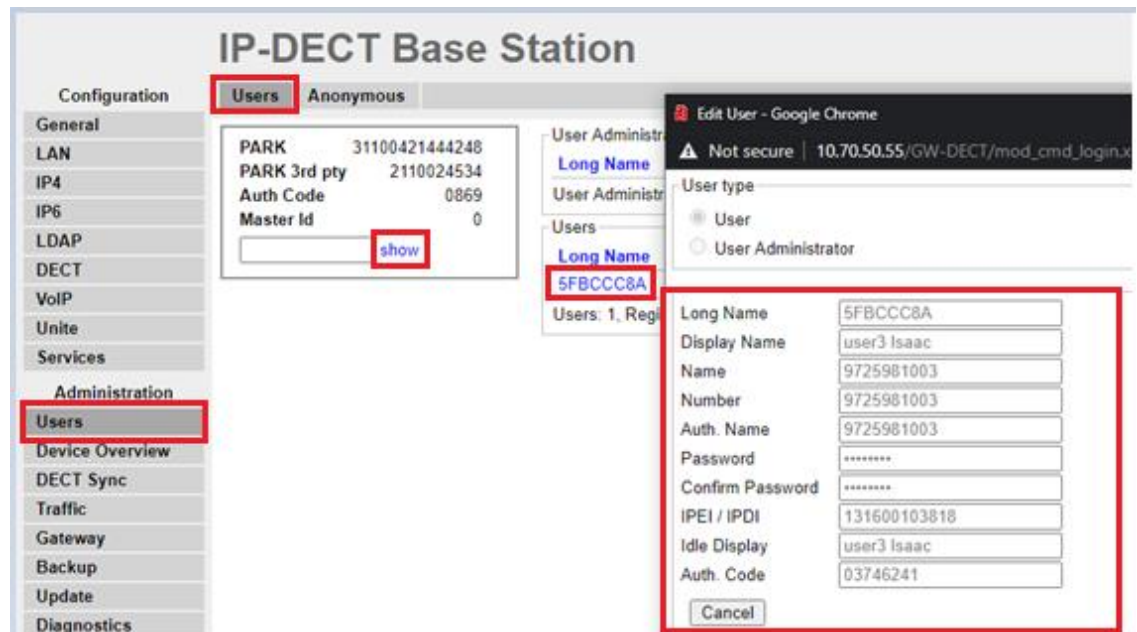 IP-DECT Base Station
Configuration
General
LAN
IP4
IP6
LDAP
DECT
VoIP
Unite
Services
Administration
Users
Device Overview
DECT Sync
Traffic
Gateway
Backup
Update
Diagnostics
Users Anonymous
PARK 31100421444248
PARK 3rd pty 2110024534
Auth Code 0869
Master Id 0
show
User Administr
Long Name
User Administr
Users
Long Name
5FBCCC8A
Users: 1, Regi
Edit User - Google Chrome
Not secure | 10.70.50.55/GW-DECT/mod_cmd_login.x
User type
User
User Administrator
Long Name 5FBCCC8A
Display Name user3 Isaac
Name 9725981003
Number 9725981003
Auth. Name 9725981003
Password ••••••••
Confirm Password ••••••••
IPEI / IPDI 131600103818
Idle Display user3 Isaac
Auth. Code 03746241
Cancel